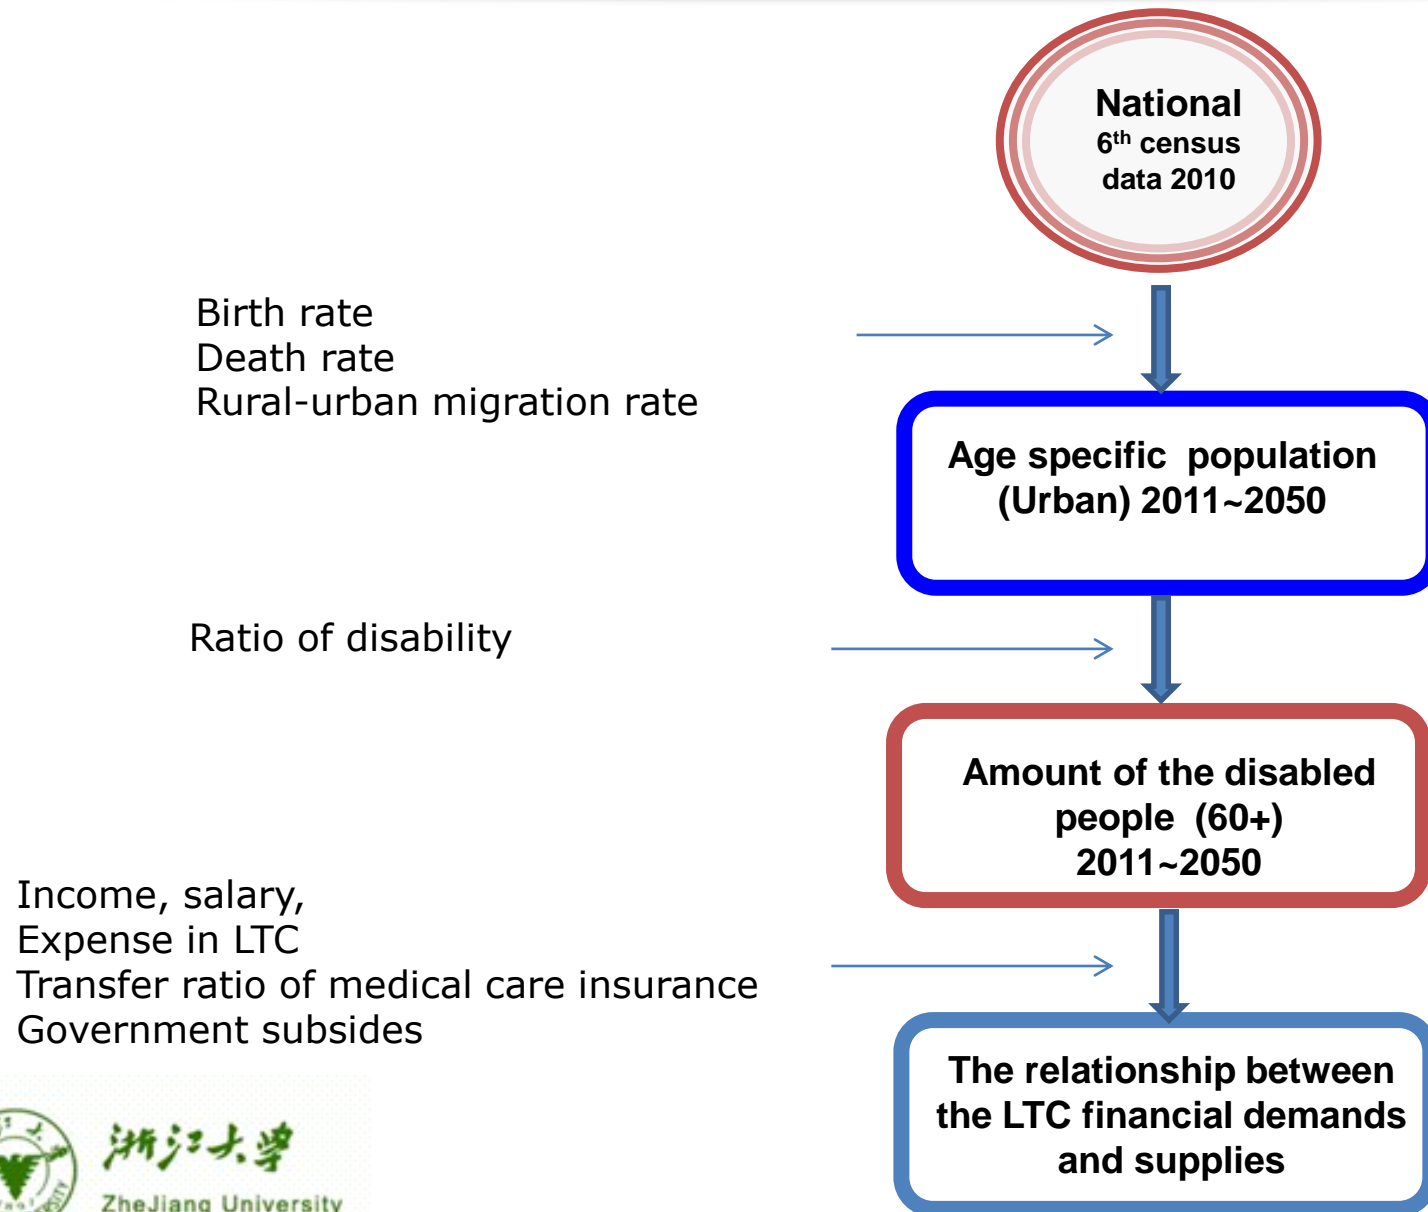 National
6th census
data 2010
Birth rate
Death rate
Rural-urban migration rate
Age specific population
(Urban) 2011~2050
Ratio of disability
Amount of the disabled
people (60+)
2011~2050
Income, salary,
Expense in LTC
Transfer ratio of medical care insurance
Government subsides
The relationship between
the LTC financial demands
and supplies
浙江大学
ZheJiang University